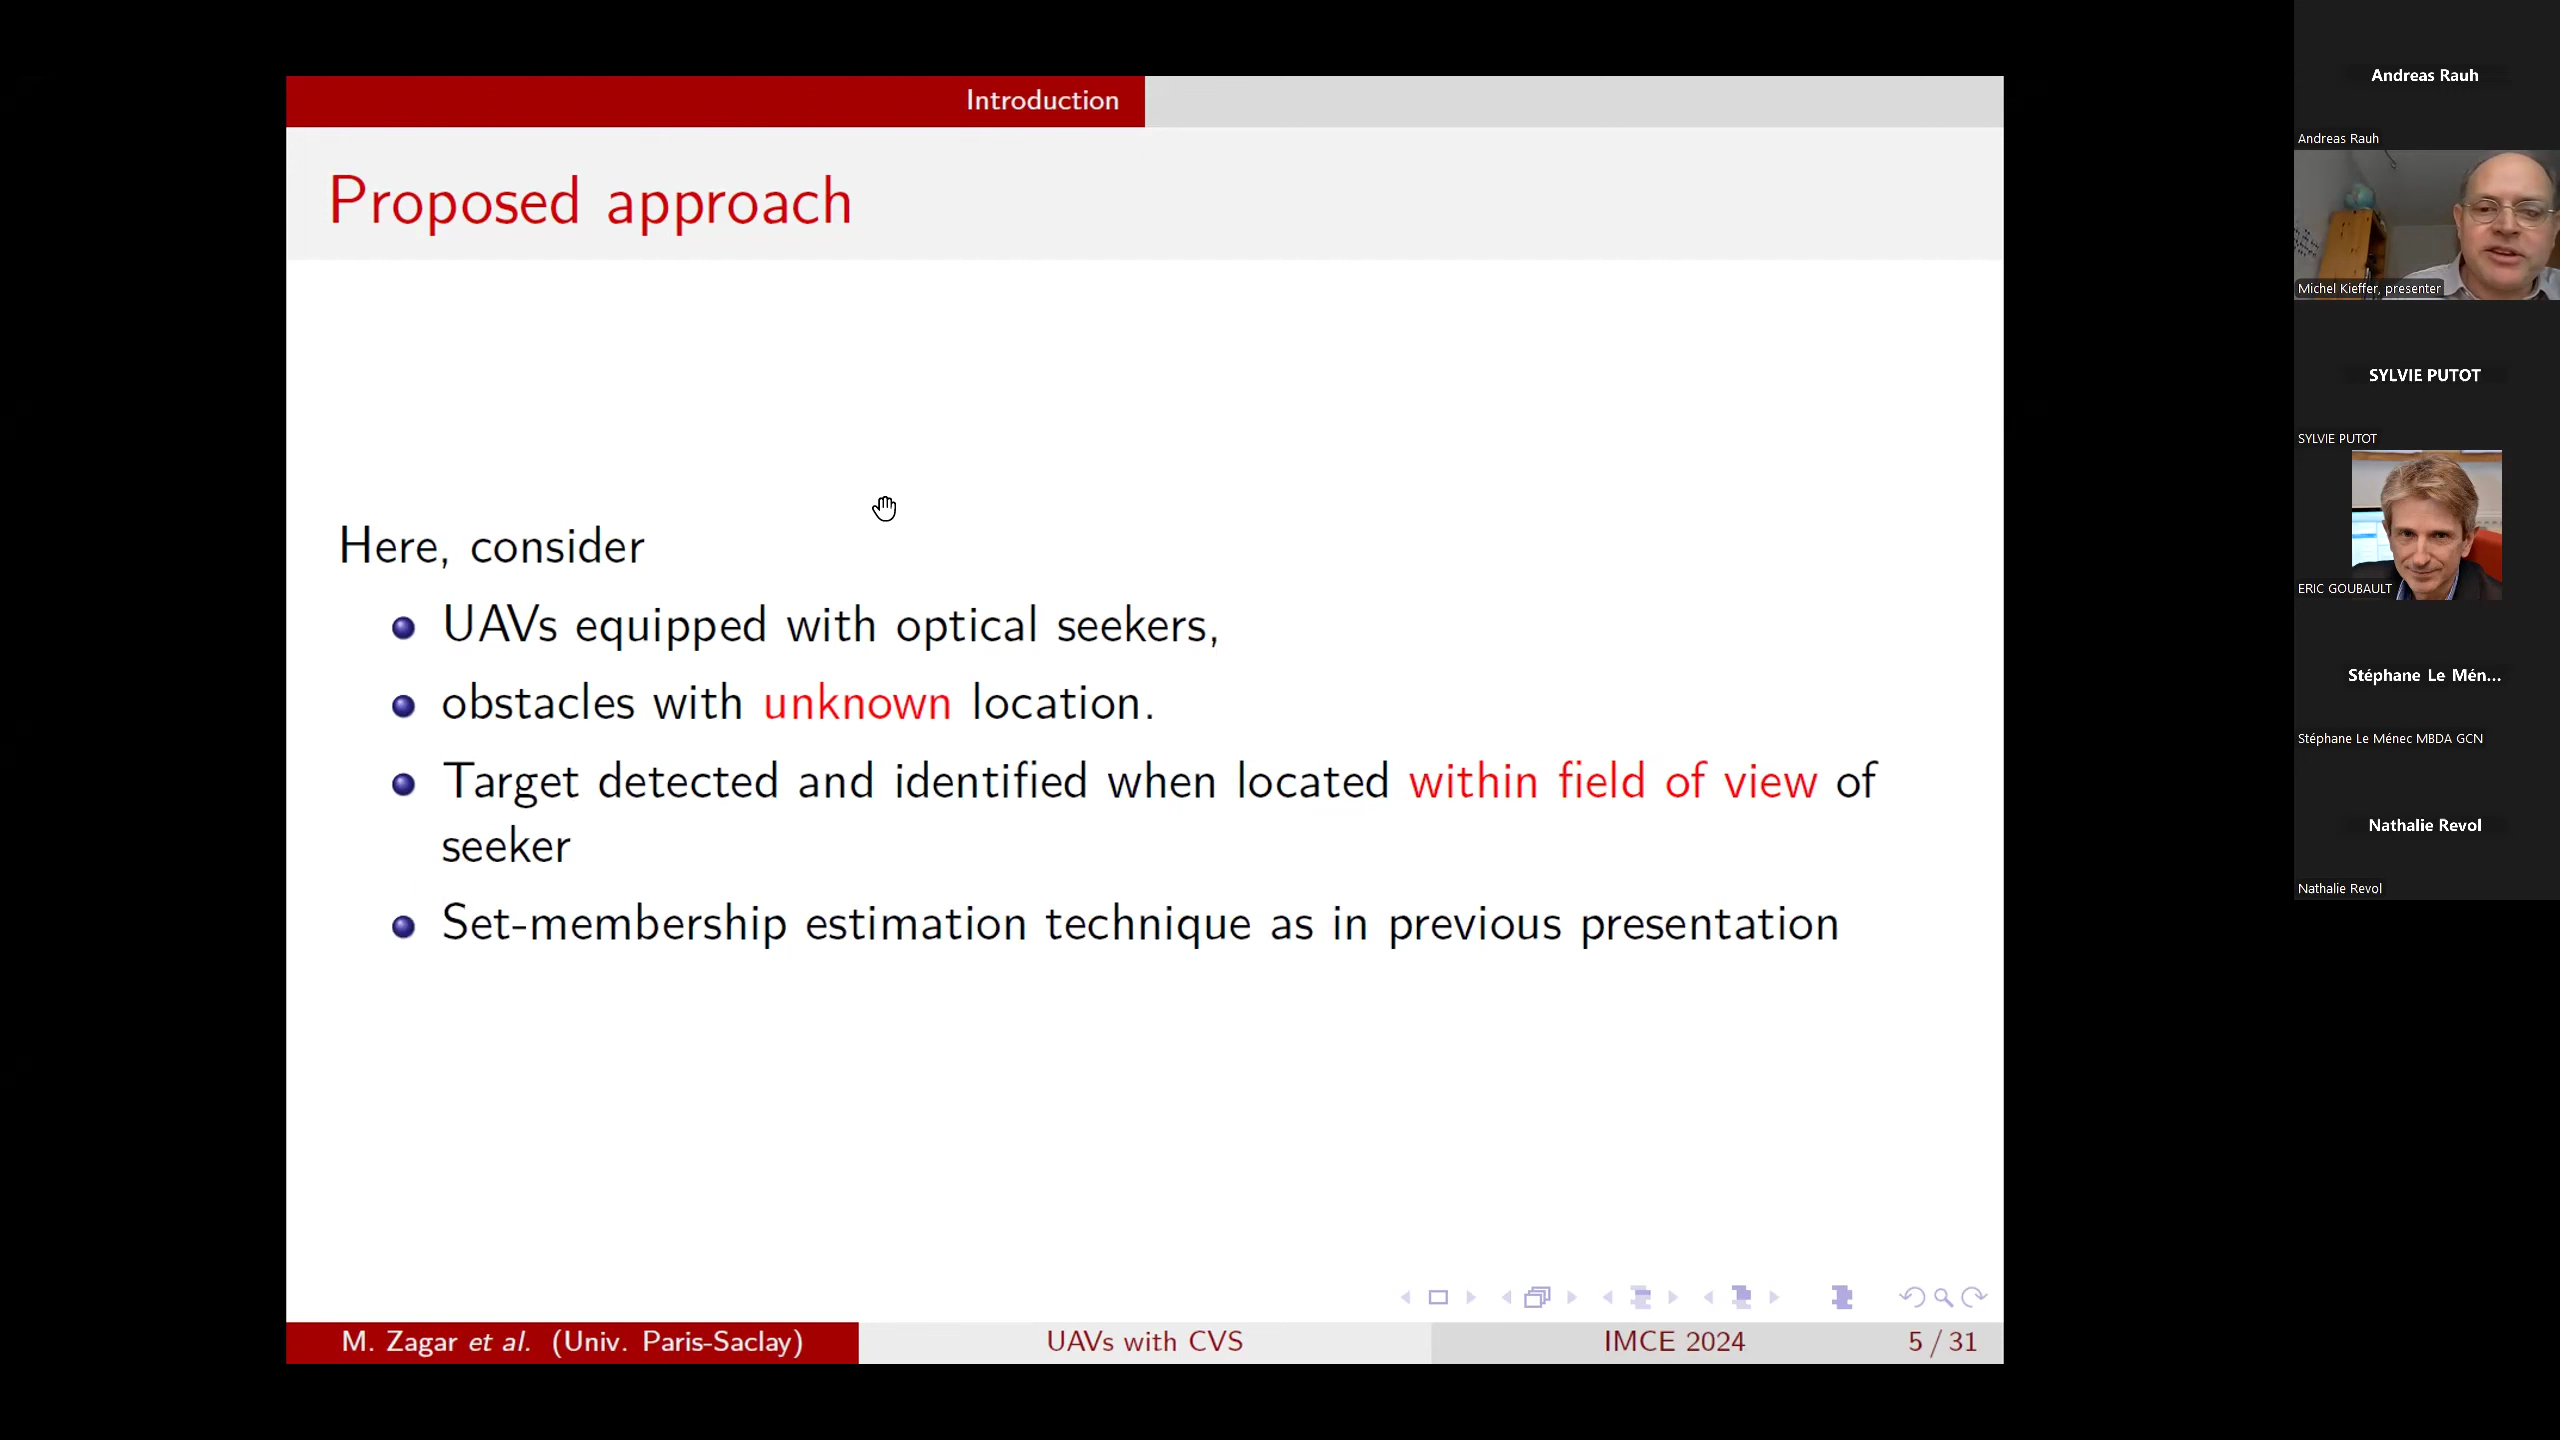 Introduction
Proposed approach
Here, consider
UAVs equipped with optical seekers,
obstacles with unknown location.
Target detected and identified when located within field of view of
seeker
Set-membership estimation technique as in previous presentation
M. Zagar et al. (Univ. Paris-Saclay)
UAVs with CVS
IMCE 2024
5 / 31
Andreas Rauh
Andreas Rauh
Michel Kieffer, presenter
SYLVIE PUTOT
SYLVIE PUTOT
ERIC GOUBAULT
Stéphane Le Mén...
Stéphane Le Ménec MBDA GCN
Nathalie Revol
Nathalie Revol